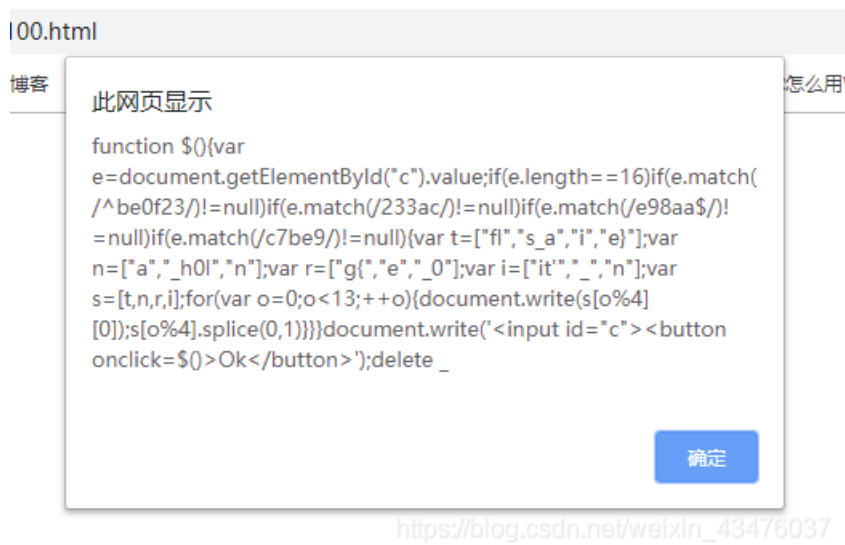 100.html
博客
怎么用
此网页显示
function $(){var
e=document.getElementById("c").value;if(e.length==16)if(e.match(
/^be0f23/)!=null)if(e.match(/233ac/)!=null)if(e.match(/e98aa$/)!
=null)if(e.match(/c7be9/)!=null){var t=["fl","s_a","i","e}"];var
n=["a","_h0l","n"];var r=["g{","e","_0"];var i=["it'","_","n"];var
s=[t,n,r,i];for(var o=0;o<13;++o){document.write(s[o%4]
[0]);s[o%4].splice(0,1)}}}document.write('<input id="c"><button
onclick=$()>Ok</button>');delete _
确定
https://blog.csdn.net/weixin_43476037